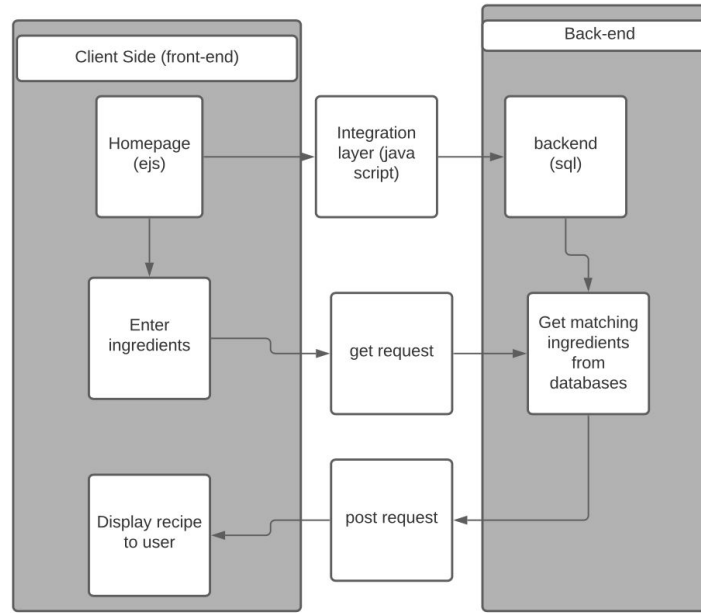 Client Side (front-end)
Back-end
Homepage
(ejs)
Integration
layer (java
script)
backend
(sql)
Enter
ingredients
get request
Get matching
ingredients
from
databases
Display recipe
to user
post request